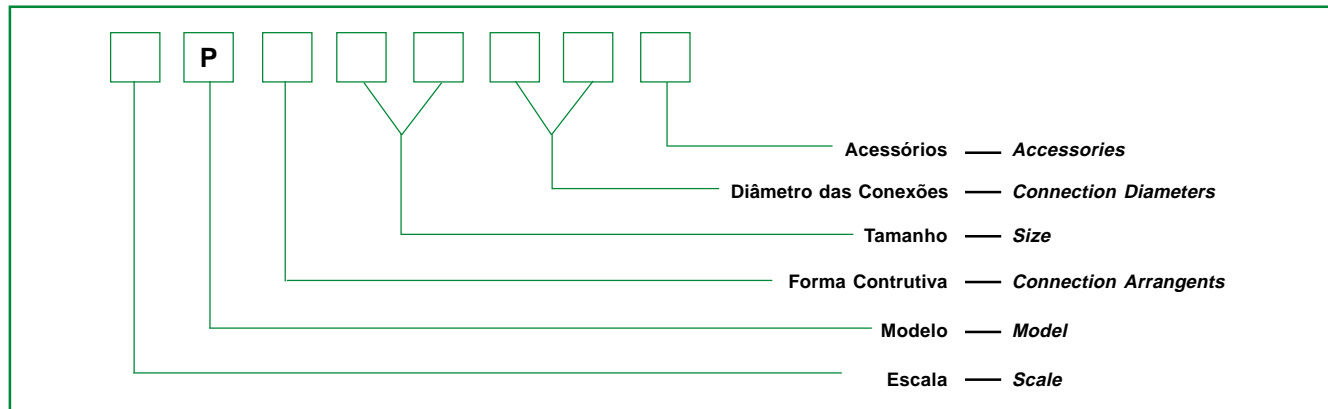 P
Acessórios — Accessories
Diâmetro das Conexões — Connection Diameters
Tamanho — Size
Forma Contrutiva — Connection Arrangents
Modelo — Model
Escala — Scale